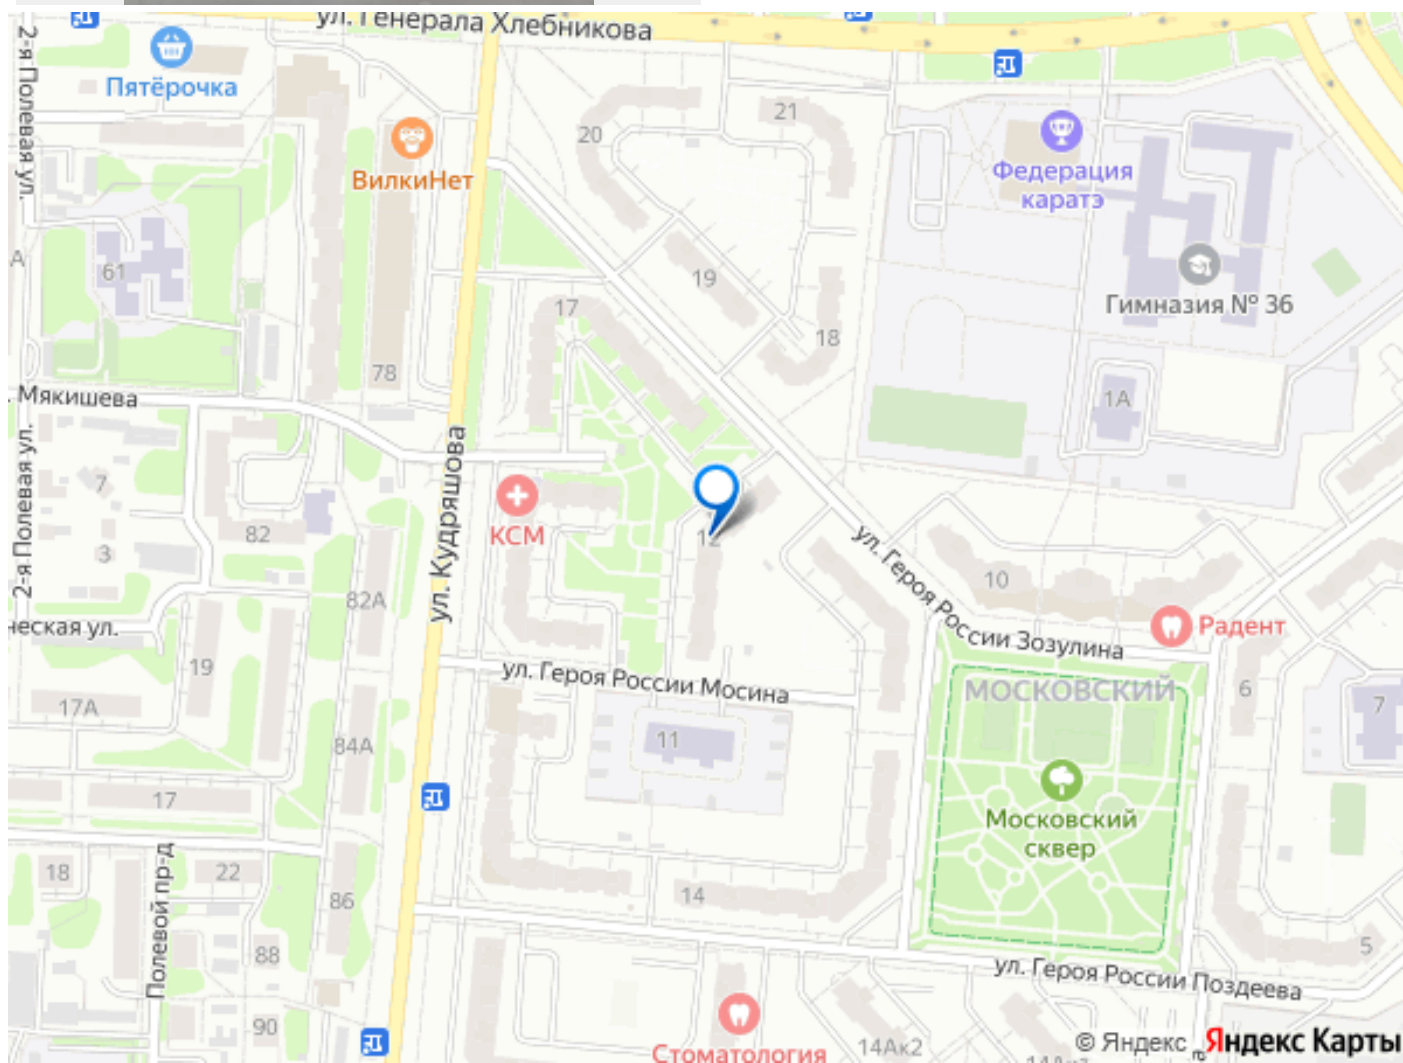 ул. Генерала Хлебникова
2-я Полевая ул.
Пятёрочка
21
20
ВилкиНет
Федерация
каратэ
А
61
19
17
Гимназия № 36
18
78
. Мякишева
1А
2-я Полевая ул.
7
ул. Кудряшова
82
КСМ
12
3
ул. Героя России Зозулина
10
82А
ческая ул.
Радент
19
ул. Героя России Мосина
МОСКОВСКИЙ
6
17А
7
11
84А
17
Московский
сквер
18
22
Полевой пр-д
86
14
88
5
ул. Героя России Поздеева
90
Стоматология
14Ак2
© Яндекс
Яндекс Карты